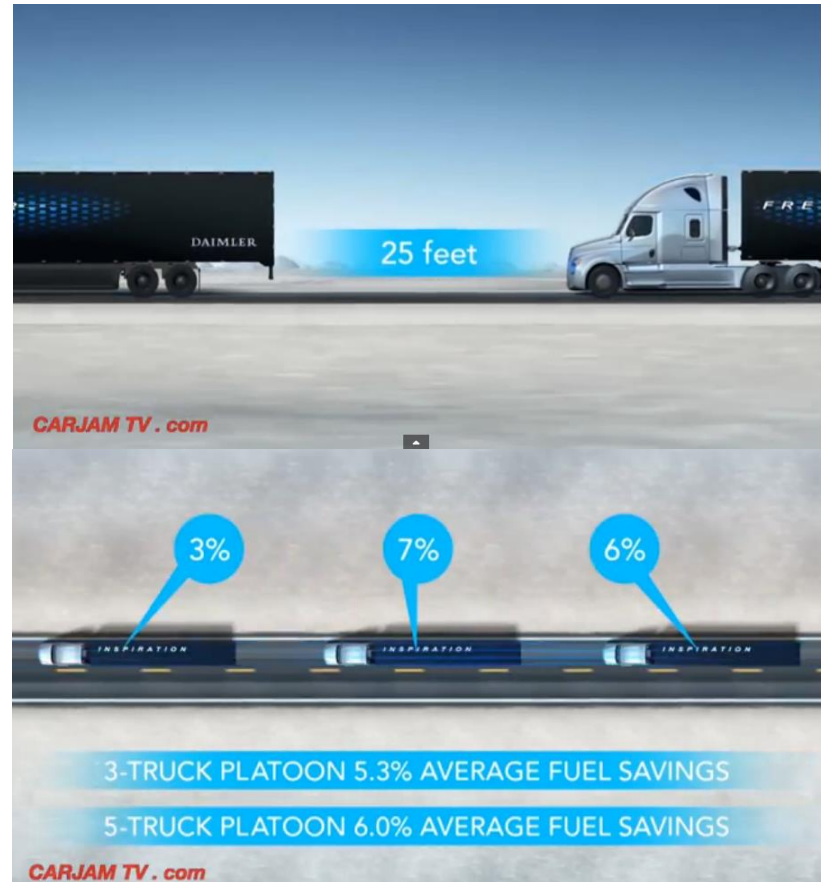 DAIMLER
25 feet
FRE
CARJAM TV . com
3%
7%
6%
INSPIRATION
INSPIRATION
INSPIRATION
3-TRUCK PLATOON 5.3% AVERAGE FUEL SAVINGS
5-TRUCK PLATOON 6.0% AVERAGE FUEL SAVINGS
CARJAM TV . com